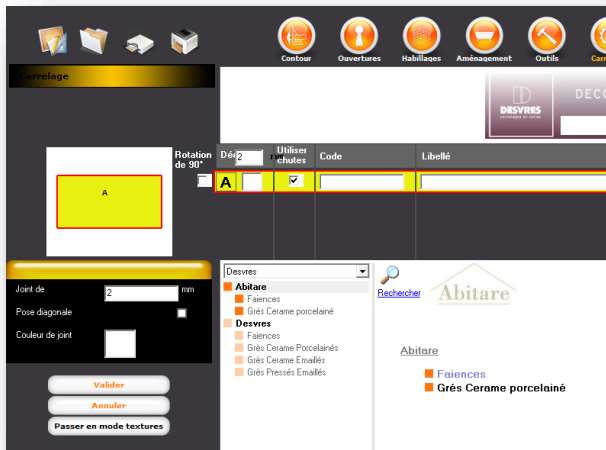 Contour
Ouvertures
Habillages
Aménagement
Outils
Carrelage
DESVRES
Rotation de 90°
2
Utiliser chutes
Code
Libellé
A
A
Joint de
2
mm
Pose diagonale
Couleur de joint
Valider
Annuler
Passer en mode textures
Desvres
Abitare
Faiences
Grés Cerame porcelainé
Desvres
Faiences
Grès Cerame Porcelainés
Grès Cerame Emaillés
Grès Pressés Emaillés
Rechercher
Abitare
Abitare
Faiences
Grés Cerame porcelainé